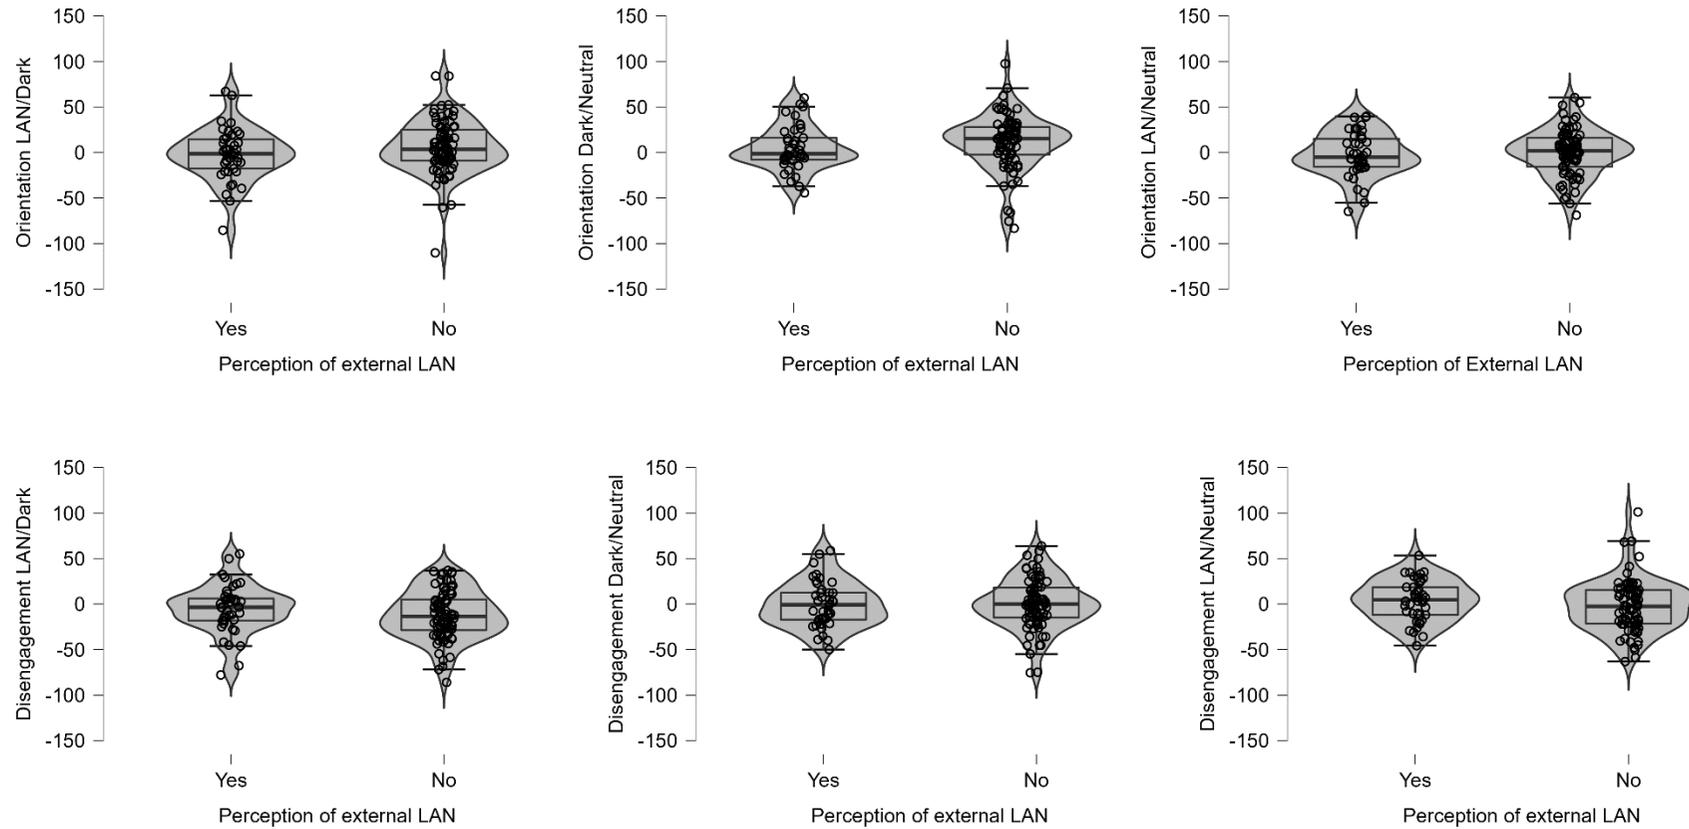 Orientation LAN/Dark
150
100
50
0
-50
-100
-150
Yes
No
Perception of external LAN
Orientation Dark/Neutral
150
100
50
0
-50
-100
-150
Yes
No
Perception of external LAN
Orientation LAN/Neutral
150
100
50
0
-50
-100
-150
Yes
No
Perception of External LAN
Disengagement LAN/Dark
150
100
50
0
-50
-100
-150
Yes
No
Perception of external LAN
Disengagement Dark/Neutral
150
100
50
0
-50
-100
-150
Yes
No
Perception of external LAN
Disengagement LAN/Neutral
150
100
50
0
-50
-100
-150
Yes
No
Perception of external LAN